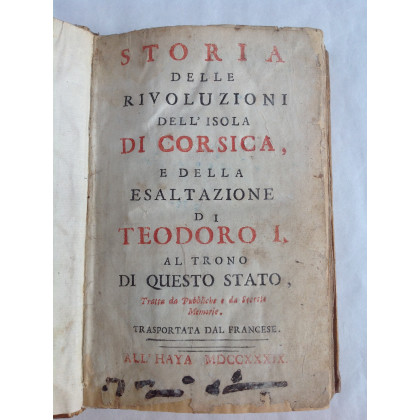 STORIA
DELLE
RIVOLUZIONI
DELL'ISOLA
DI CORSICA,
E DELLA
ESALTAZIONE
DI
TEODORO I.
AL TRONO
DI QUESTO STATO,
Tratta da Pubbliche e da Secrete
Memorie.
TRASPORTATA DAL FRANCESE.
ALL' HAYA MDCCXXXIX.